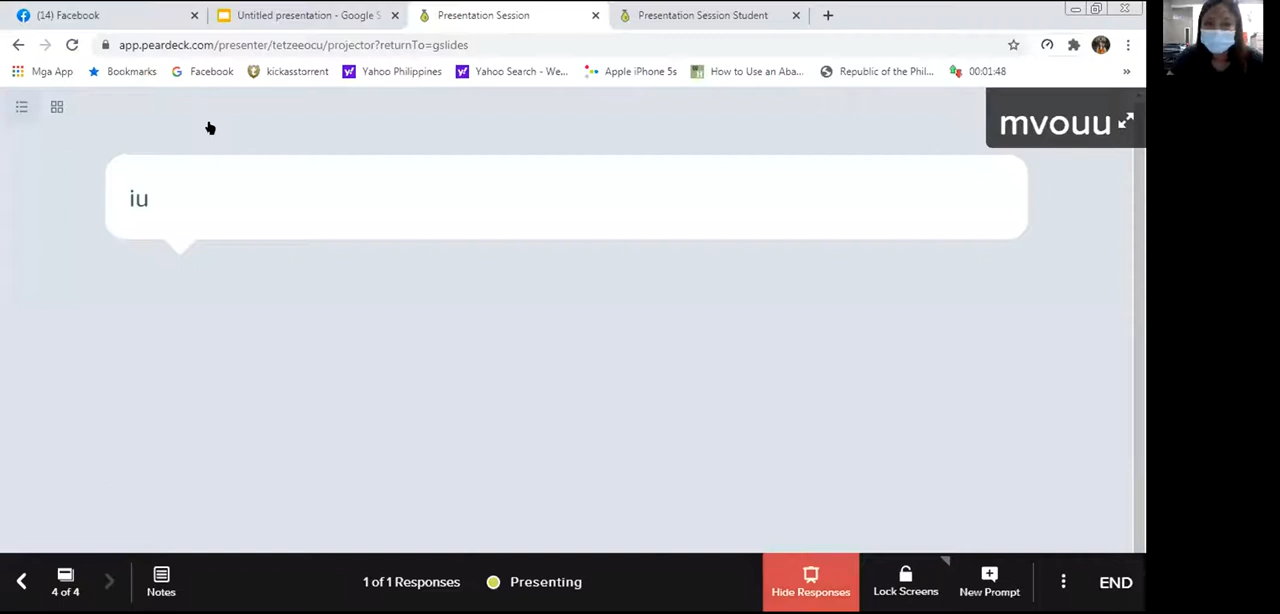 (14) Facebook
Untitled presentation - Google S
Presentation Session
Presentation Session Student
app.peardeck.com/presenter/tetzeeocu/projector?returnTo=gslides
Mga App
Bookmarks
Facebook
kickasstorrent
Yahoo Philippines
Yahoo Search - We...
Apple iPhone 5s
How to Use an Aba...
Republic of the Phil...
00:01:48
»
mvouu
iu
4 of 4
Notes
1 of 1 Responses
Presenting
Hide Responses
Lock Screens
New Prompt
END